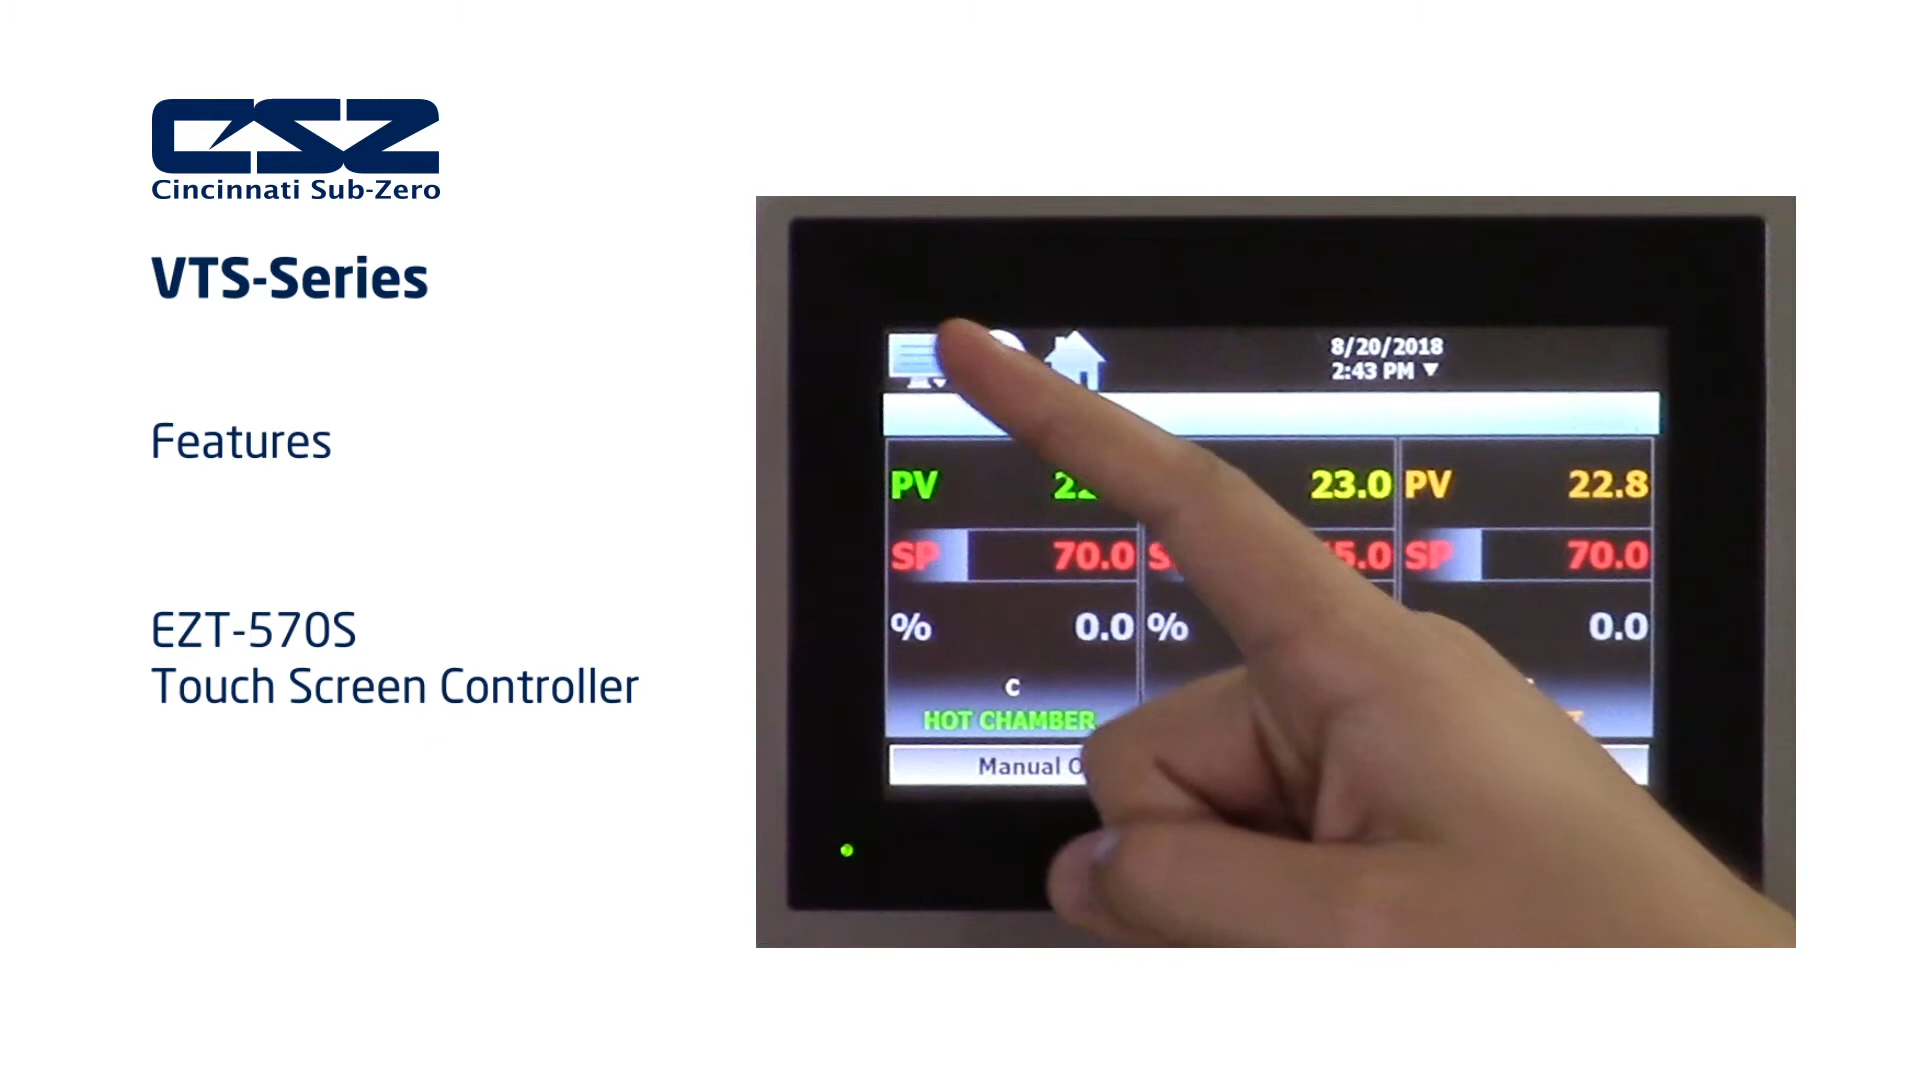 CSZ
Cincinnati Sub-Zero
VTS-Series
Features
EZT-570S
Touch Screen Controller
8/20/2018
2:43 PM
PV 23.0 PV 22.8
SP 70.0 SP 70.0
% 0.0 % 0.0
C
HOT CHAMBER
Manual